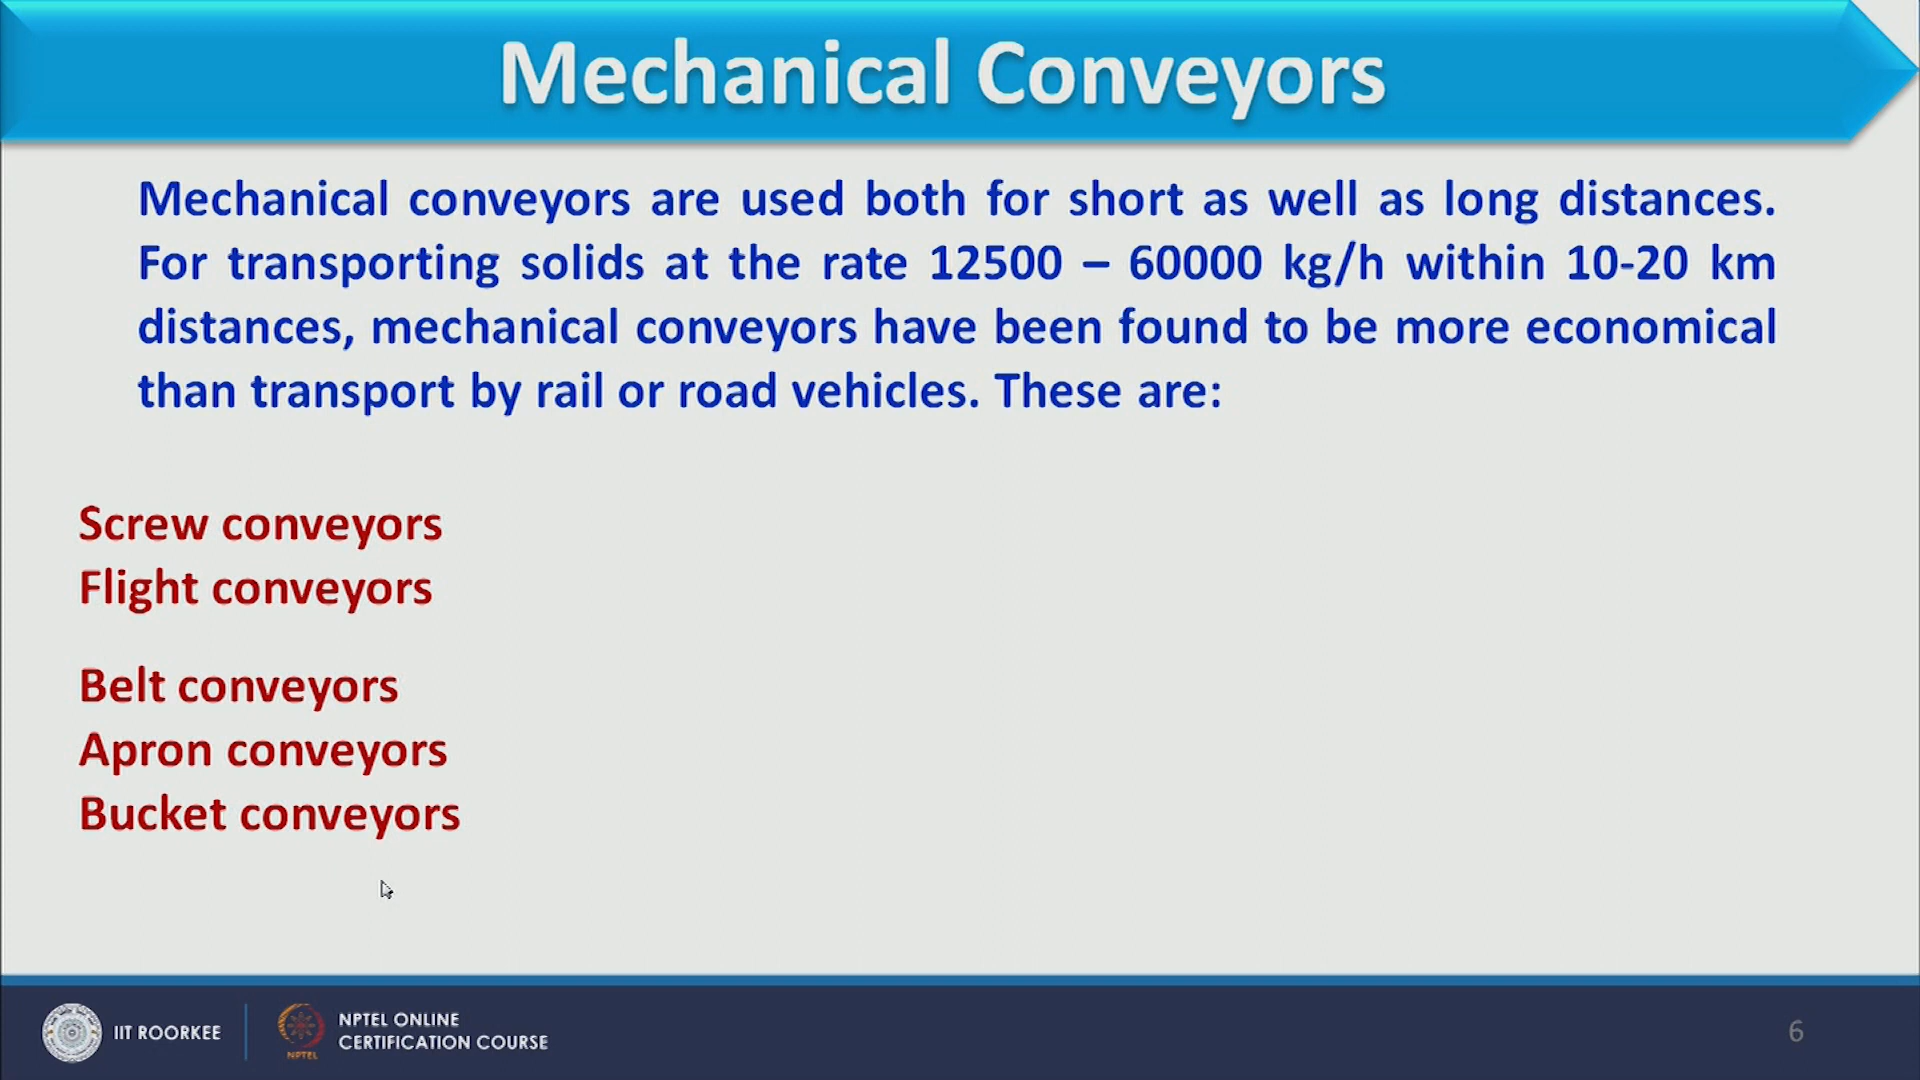 Mechanical Conveyors
Mechanical conveyors are used both for short as well as long distances.
For transporting solids at the rate 12500 – 60000 kg/h within 10-20 km
distances, mechanical conveyors have been found to be more economical
than transport by rail or road vehicles. These are:
Screw conveyors
Flight conveyors
Belt conveyors
Apron conveyors
Bucket conveyors
IIT ROORKEE
NPTEL
NPTEL ONLINE
CERTIFICATION COURSE
6